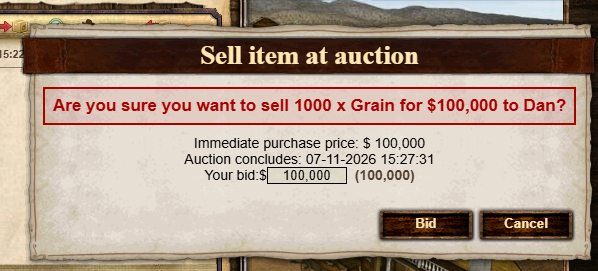 15:22
Sell item at auction
Are you sure you want to sell 1000 x Grain for $100,000 to Dan?
Immediate purchase price: $ 100,000
Auction concludes: 07-11-2026 15:27:31
Your bid:$ 100,000 (100,000)
Bid Cancel